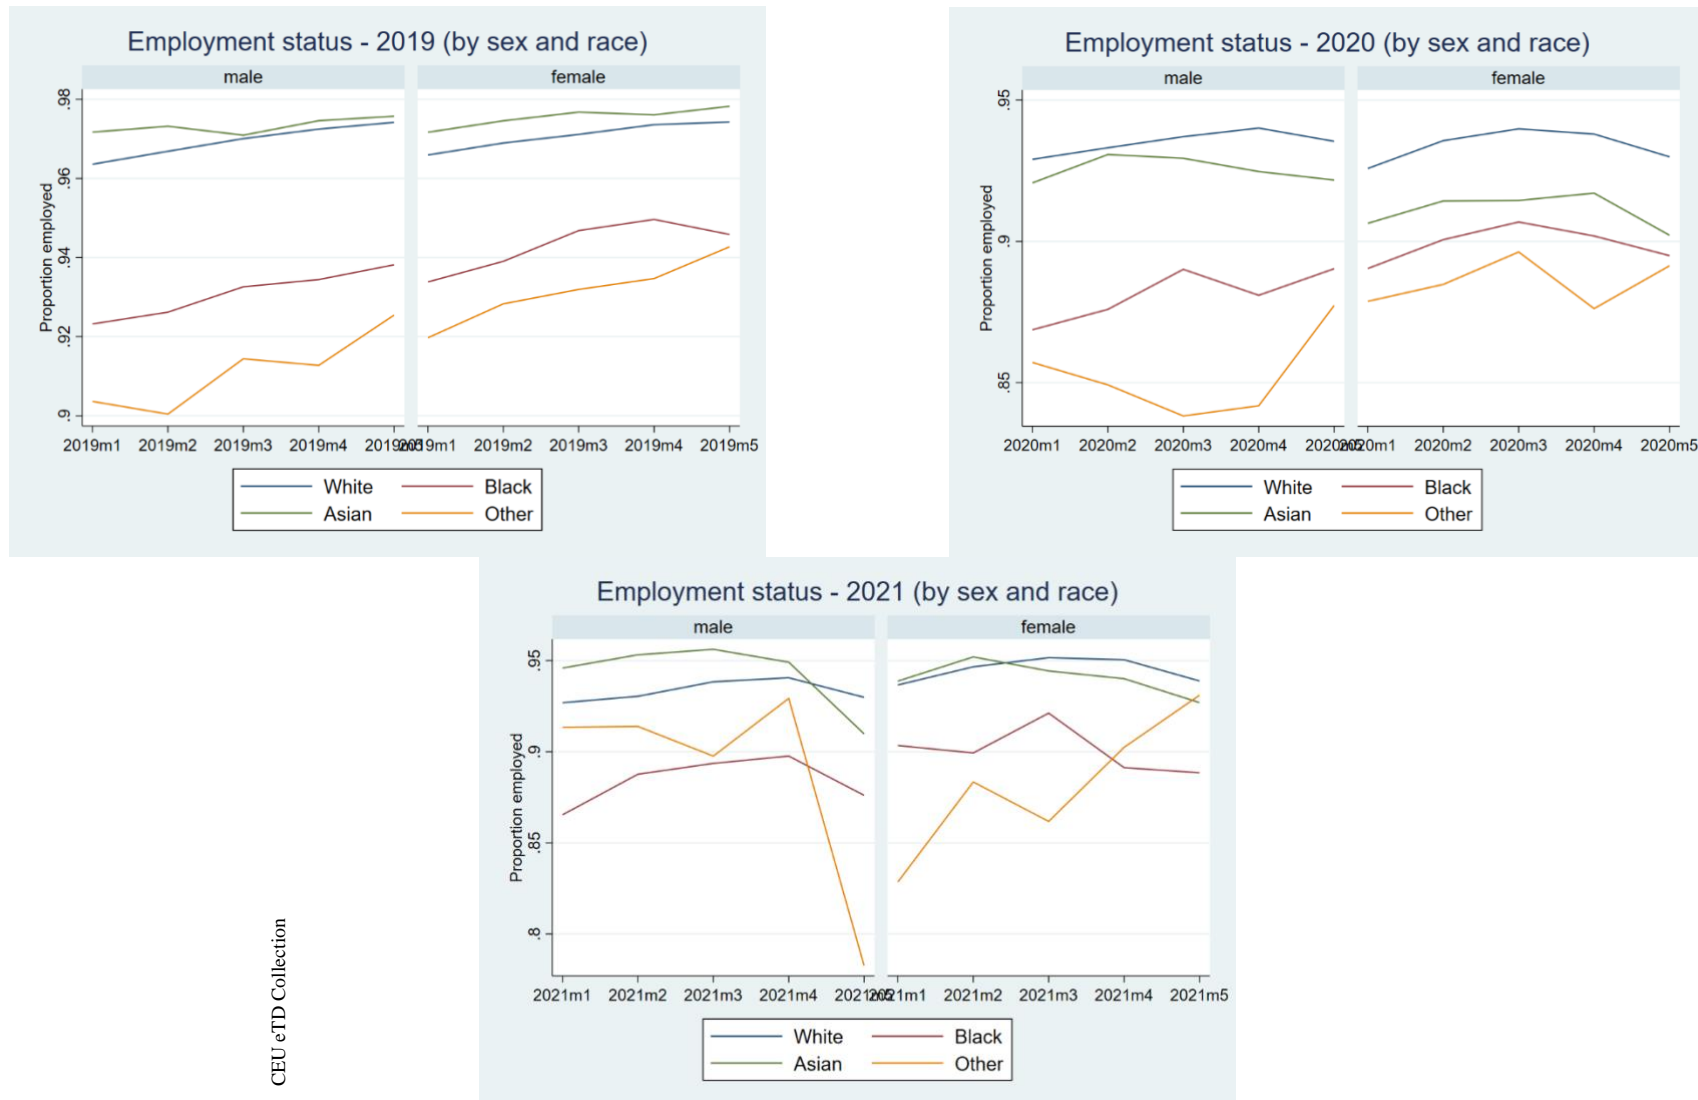 Employment status - 2019 (by sex and race)
male female
Proportion employed
.98
.96
.94
.92
.9
2019m1 2019m2 2019m3 2019m4 2019m5 2019m1 2019m2 2019m3 2019m4 2019m5
White Black
Asian Other
Employment status - 2020 (by sex and race)
male female
Proportion employed
.95
.9
.85
2020m1 2020m2 2020m3 2020m4 2020m5 2020m1 2020m2 2020m3 2020m4 2020m5
White Black
Asian Other
Employment status - 2021 (by sex and race)
male female
Proportion employed
.95
.9
.85
.8
2021m1 2021m2 2021m3 2021m4 2021m5 2021m1 2021m2 2021m3 2021m4 2021m5
White Black
Asian Other
CEU eTD Collection